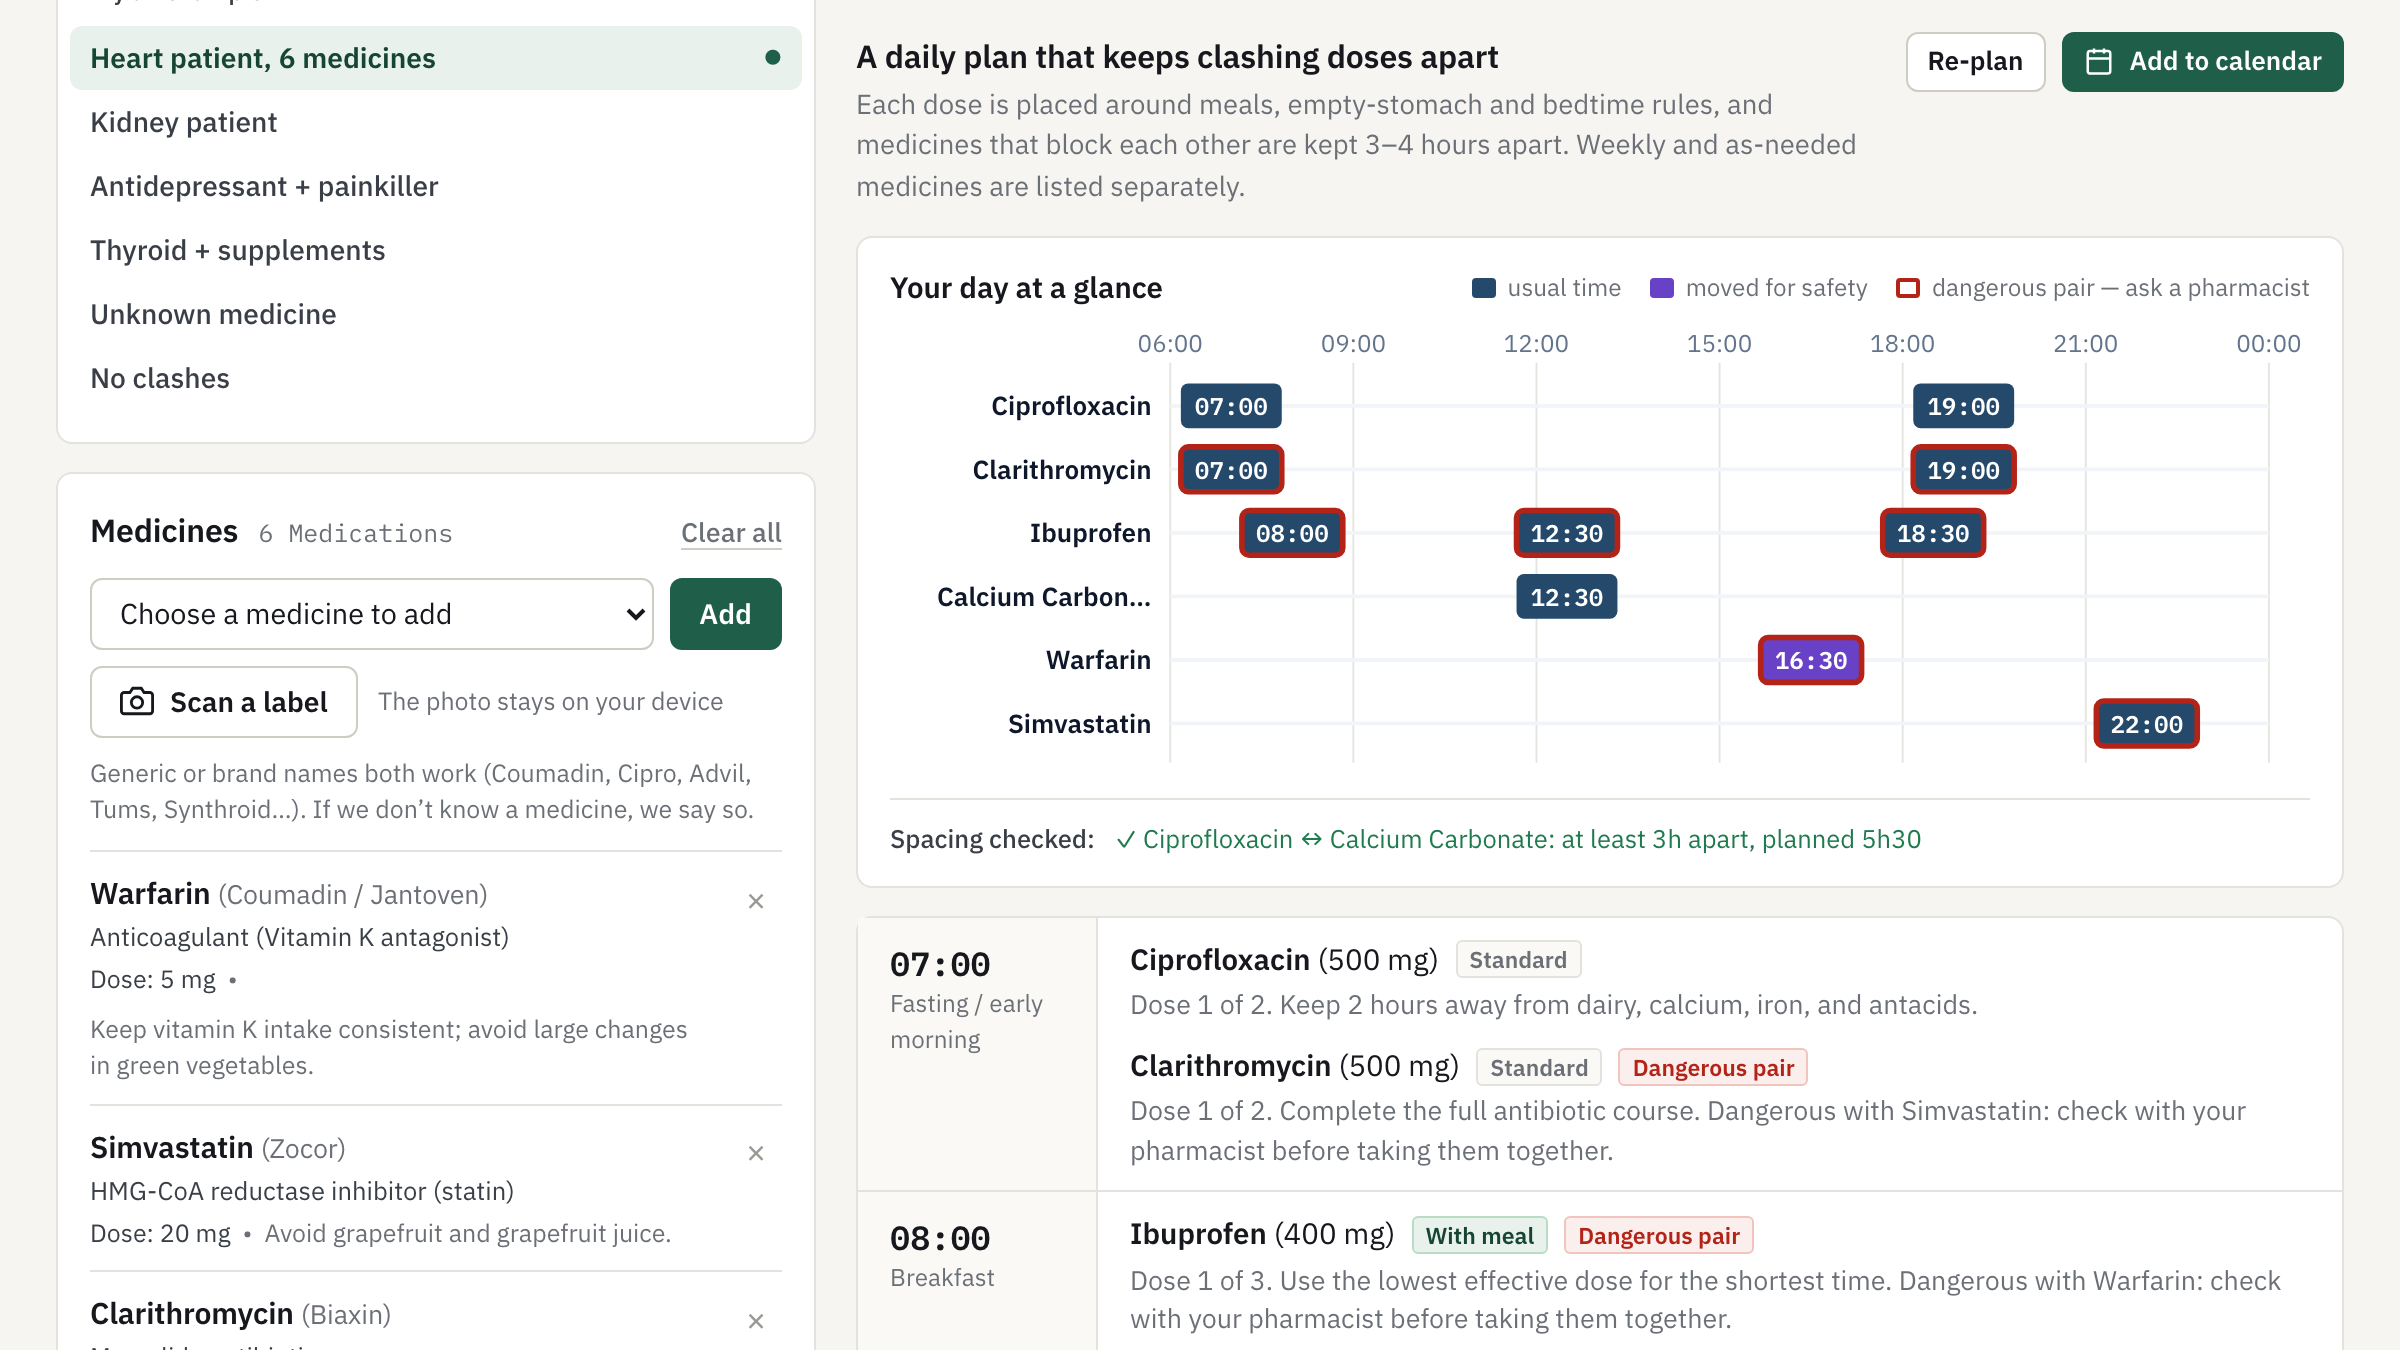 Heart patient, 6 medicines
Kidney patient
Antidepressant + painkiller
Thyroid + supplements
Unknown medicine
No clashes
Medicines 6 Medications Clear all
Choose a medicine to add Add
Scan a label The photo stays on your device
Generic or brand names both work (Coumadin, Cipro, Advil,
Tums, Synthroid…). If we don’t know a medicine, we say so.
Warfarin (Coumadin / Jantoven) ×
Anticoagulant (Vitamin K antagonist)
Dose: 5 mg •
Keep vitamin K intake consistent; avoid large changes
in green vegetables.
Simvastatin (Zocor) ×
HMG-CoA reductase inhibitor (statin)
Dose: 20 mg • Avoid grapefruit and grapefruit juice.
Clarithromycin (Biaxin) ×
A daily plan that keeps clashing doses apart
Re-plan Add to calendar
Each dose is placed around meals, empty-stomach and bedtime rules, and
medicines that block each other are kept 3–4 hours apart. Weekly and as-needed
medicines are listed separately.
Your day at a glance usual time moved for safety dangerous pair — ask a pharmacist
06:00 09:00 12:00 15:00 18:00 21:00 00:00
Ciprofloxacin 07:00 19:00
Clarithromycin 07:00 19:00
Ibuprofen 08:00 12:30 18:30
Calcium Carbon… 12:30
Warfarin 16:30
Simvastatin 22:00
Spacing checked: ✓ Ciprofloxacin ↔ Calcium Carbonate: at least 3h apart, planned 5h30
07:00
Fasting / early
morning
Ciprofloxacin (500 mg) Standard
Dose 1 of 2. Keep 2 hours away from dairy, calcium, iron, and antacids.
Clarithromycin (500 mg) Standard Dangerous pair
Dose 1 of 2. Complete the full antibiotic course. Dangerous with Simvastatin: check with your
pharmacist before taking them together.
08:00
Breakfast
Ibuprofen (400 mg) With meal Dangerous pair
Dose 1 of 3. Use the lowest effective dose for the shortest time. Dangerous with Warfarin: check
with your pharmacist before taking them together.